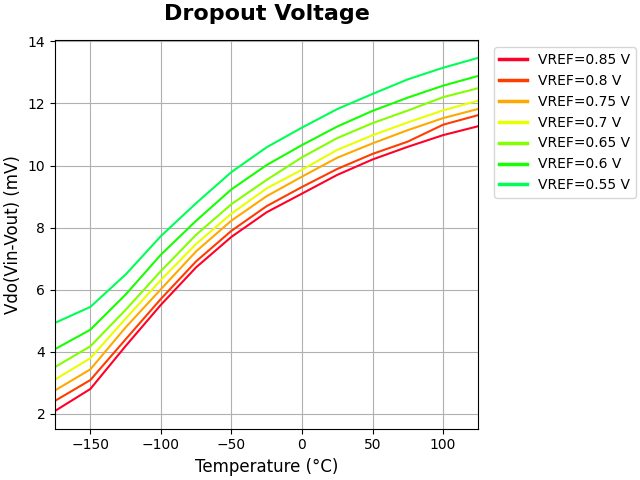 Dropout Voltage
Vdo(Vin-Vout) (mV)
14
12
10
8
6
4
2
−150
−100
−50
0
50
100
Temperature (°C)
VREF=0.85 V
VREF=0.8 V
VREF=0.75 V
VREF=0.7 V
VREF=0.65 V
VREF=0.6 V
VREF=0.55 V